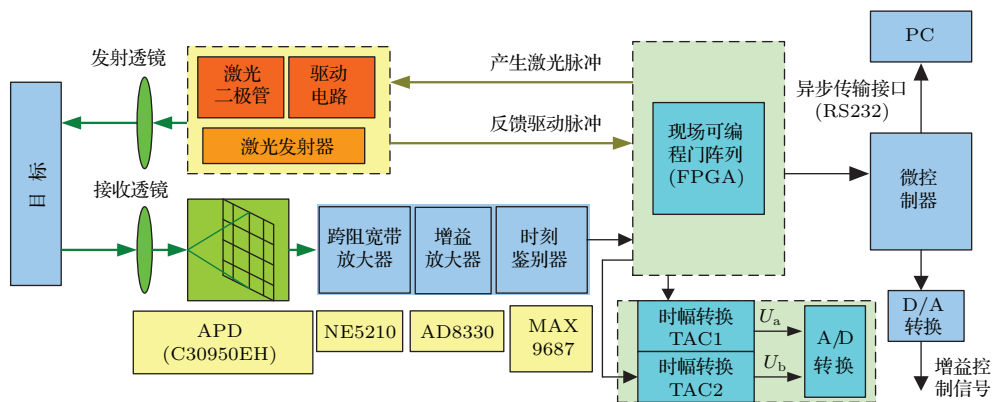 发射透镜
激光
二极管
驱动
电路
激光发射器
产生激光脉冲
反馈驱动脉冲
现场可编
程门阵列
(FPGA)
PC
异步传输接口
(RS232)
微控
制器
D/A
转换
增益控
制信号
目标
接收透镜
跨阻宽带
放大器
增益
放大器
时刻
鉴别器
APD
(C30950EH)
NE5210
AD8330
MAX
9687
时幅转换
TAC1
时幅转换
TAC2
Ua
Ub
A/D
转换